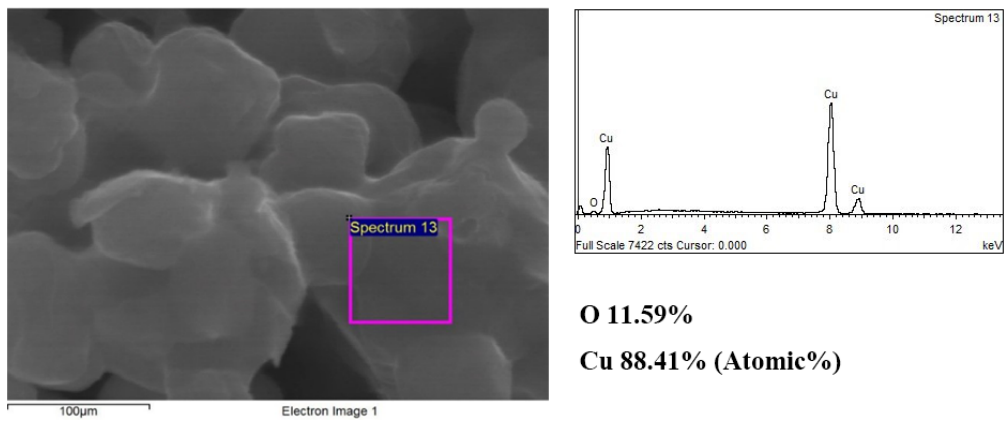 Spectrum 13
100µm
Electron Image 1
Spectrum 13
Cu
Cu
Cu
O
0 2 4 6 8 10 12
Full Scale 7422 cts Cursor: 0.000
keV
O 11.59%
Cu 88.41% (Atomic%)